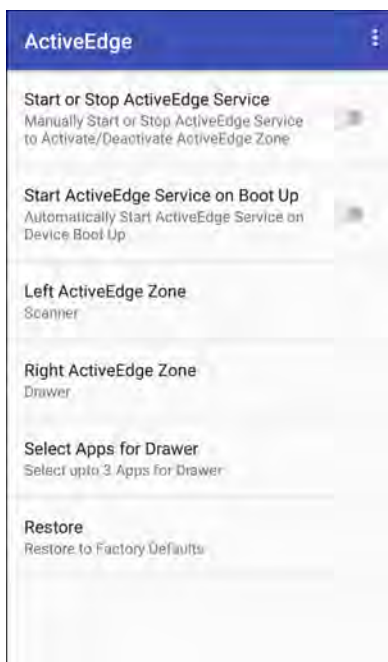 ActiveEdge
Start or Stop ActiveEdge Service
Manually Start or Stop ActiveEdge Service
to Activate/Deactivate ActiveEdge Zone
Start ActiveEdge Service on Boot Up
Automatically Start ActiveEdge Service on
Device Boot Up
Left ActiveEdge Zone
Scanner
Right ActiveEdge Zone
Drawer
Select Apps for Drawer
Select upto 3 Apps for Drawer
Restore
Restore to Factory Defaults